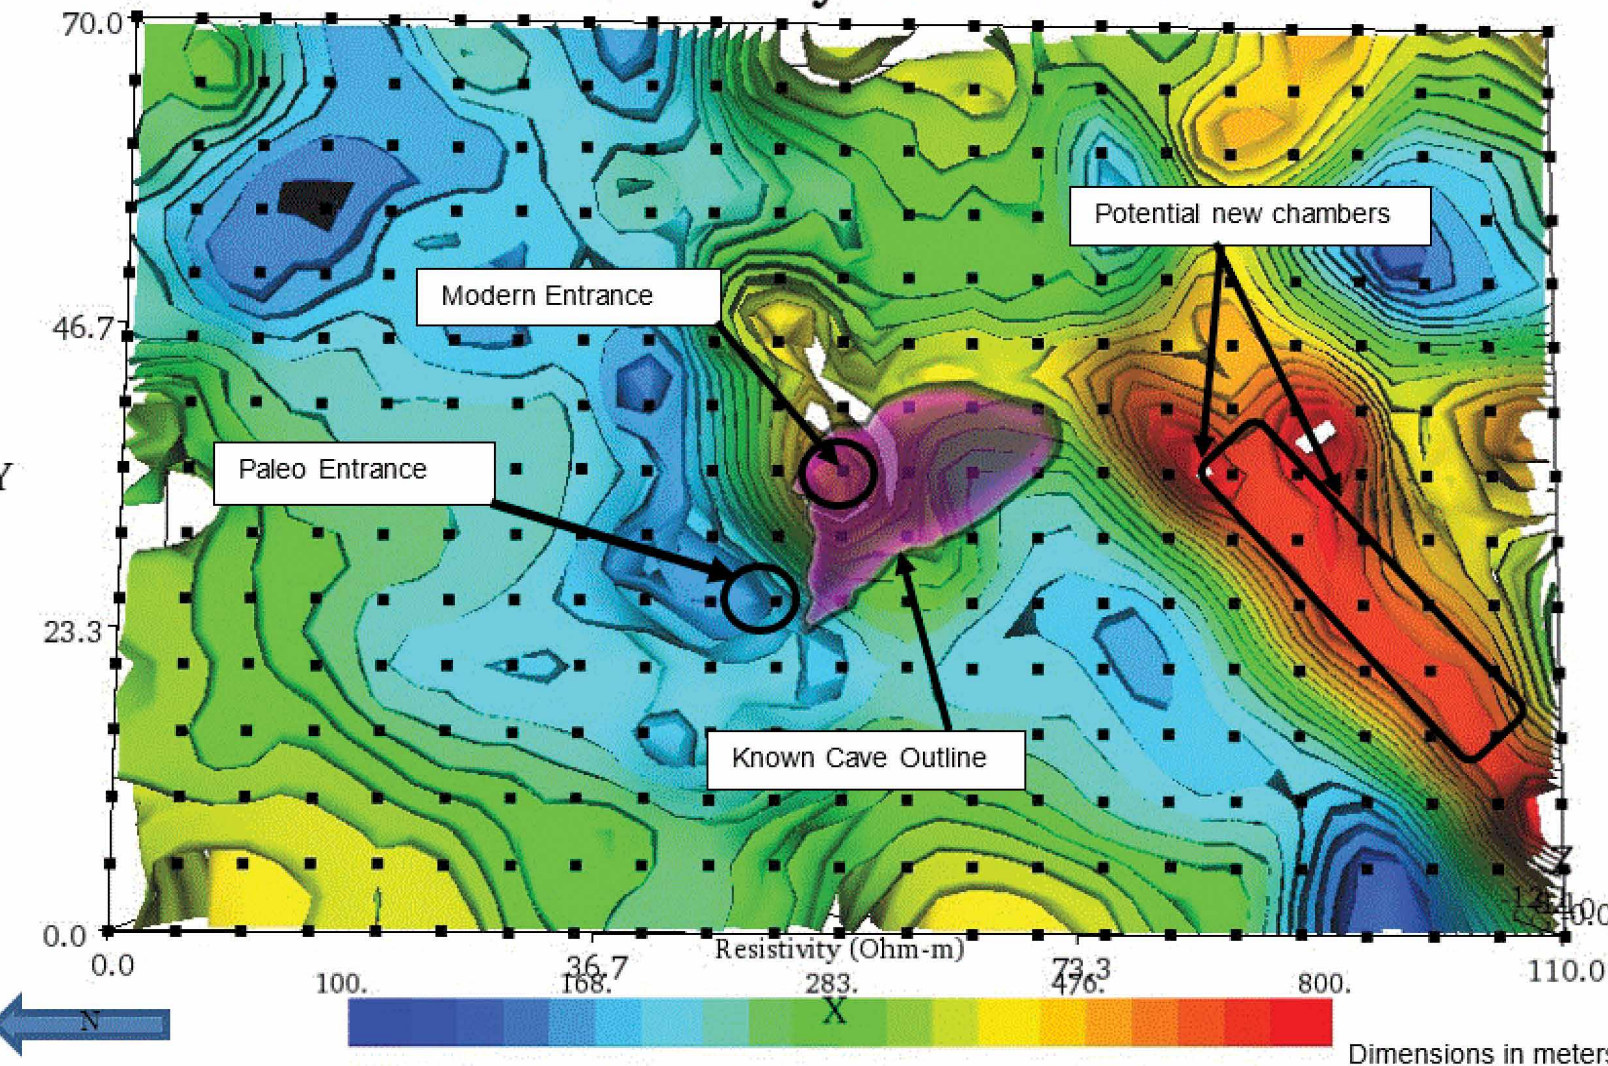 70.0
Potential new chambers
Modern Entrance
46.7
Y
Paleo Entrance
23.3
Known Cave Outline
0.0
Resistivity (Ohm-m)
0.0
36.7
73.3
110.0
100.
168.
283.
476.
800.
X
N
Dimensions in meters